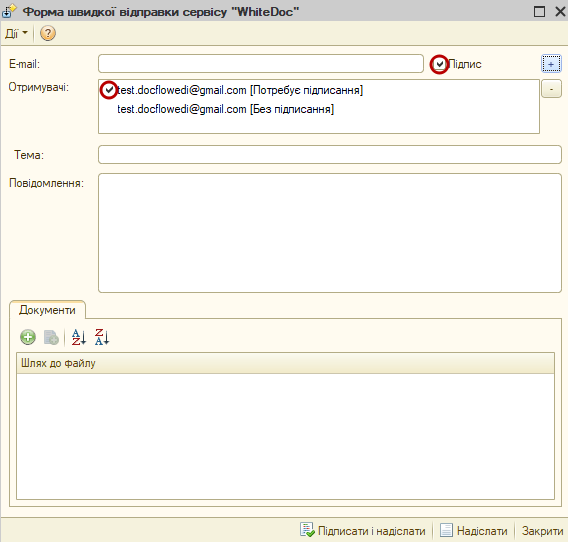 Форма швидкої відправки сервісу "WhiteDoc"
Дії
E-mail:
Підпис
+
Отримувачі:
test.docflowedi@gmail.com [Потребує підписання]
-
test.docflowedi@gmail.com [Без підписання]
Тема:
Повідомлення:
Документи
Шлях до файлу
Підписати і надіслати Надіслати Закрити